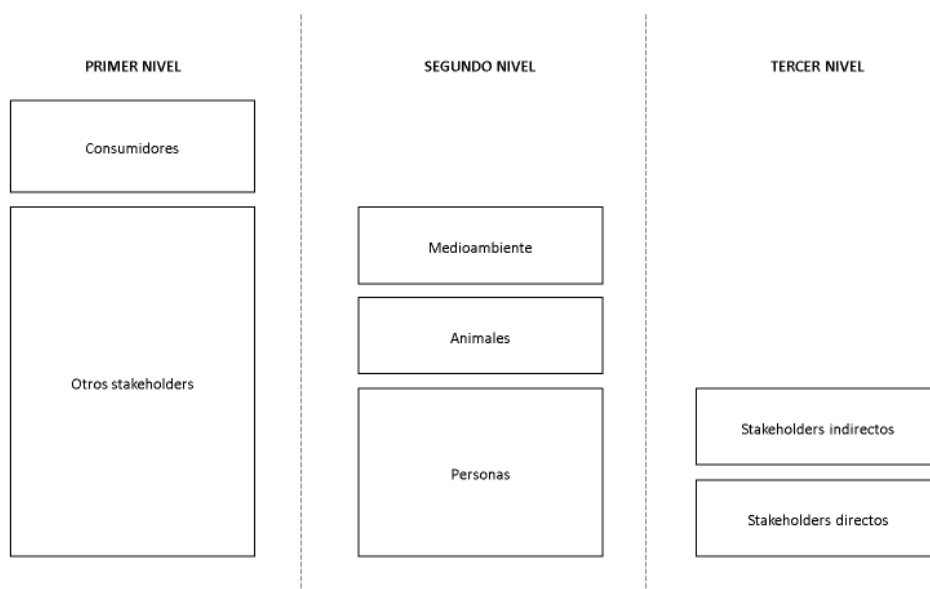 PRIMER NIVEL
SEGUNDO NIVEL
TERCER NIVEL
Consumidores
Otros stakeholders
Medioambiente
Animales
Personas
Stakeholders indirectos
Stakeholders directos